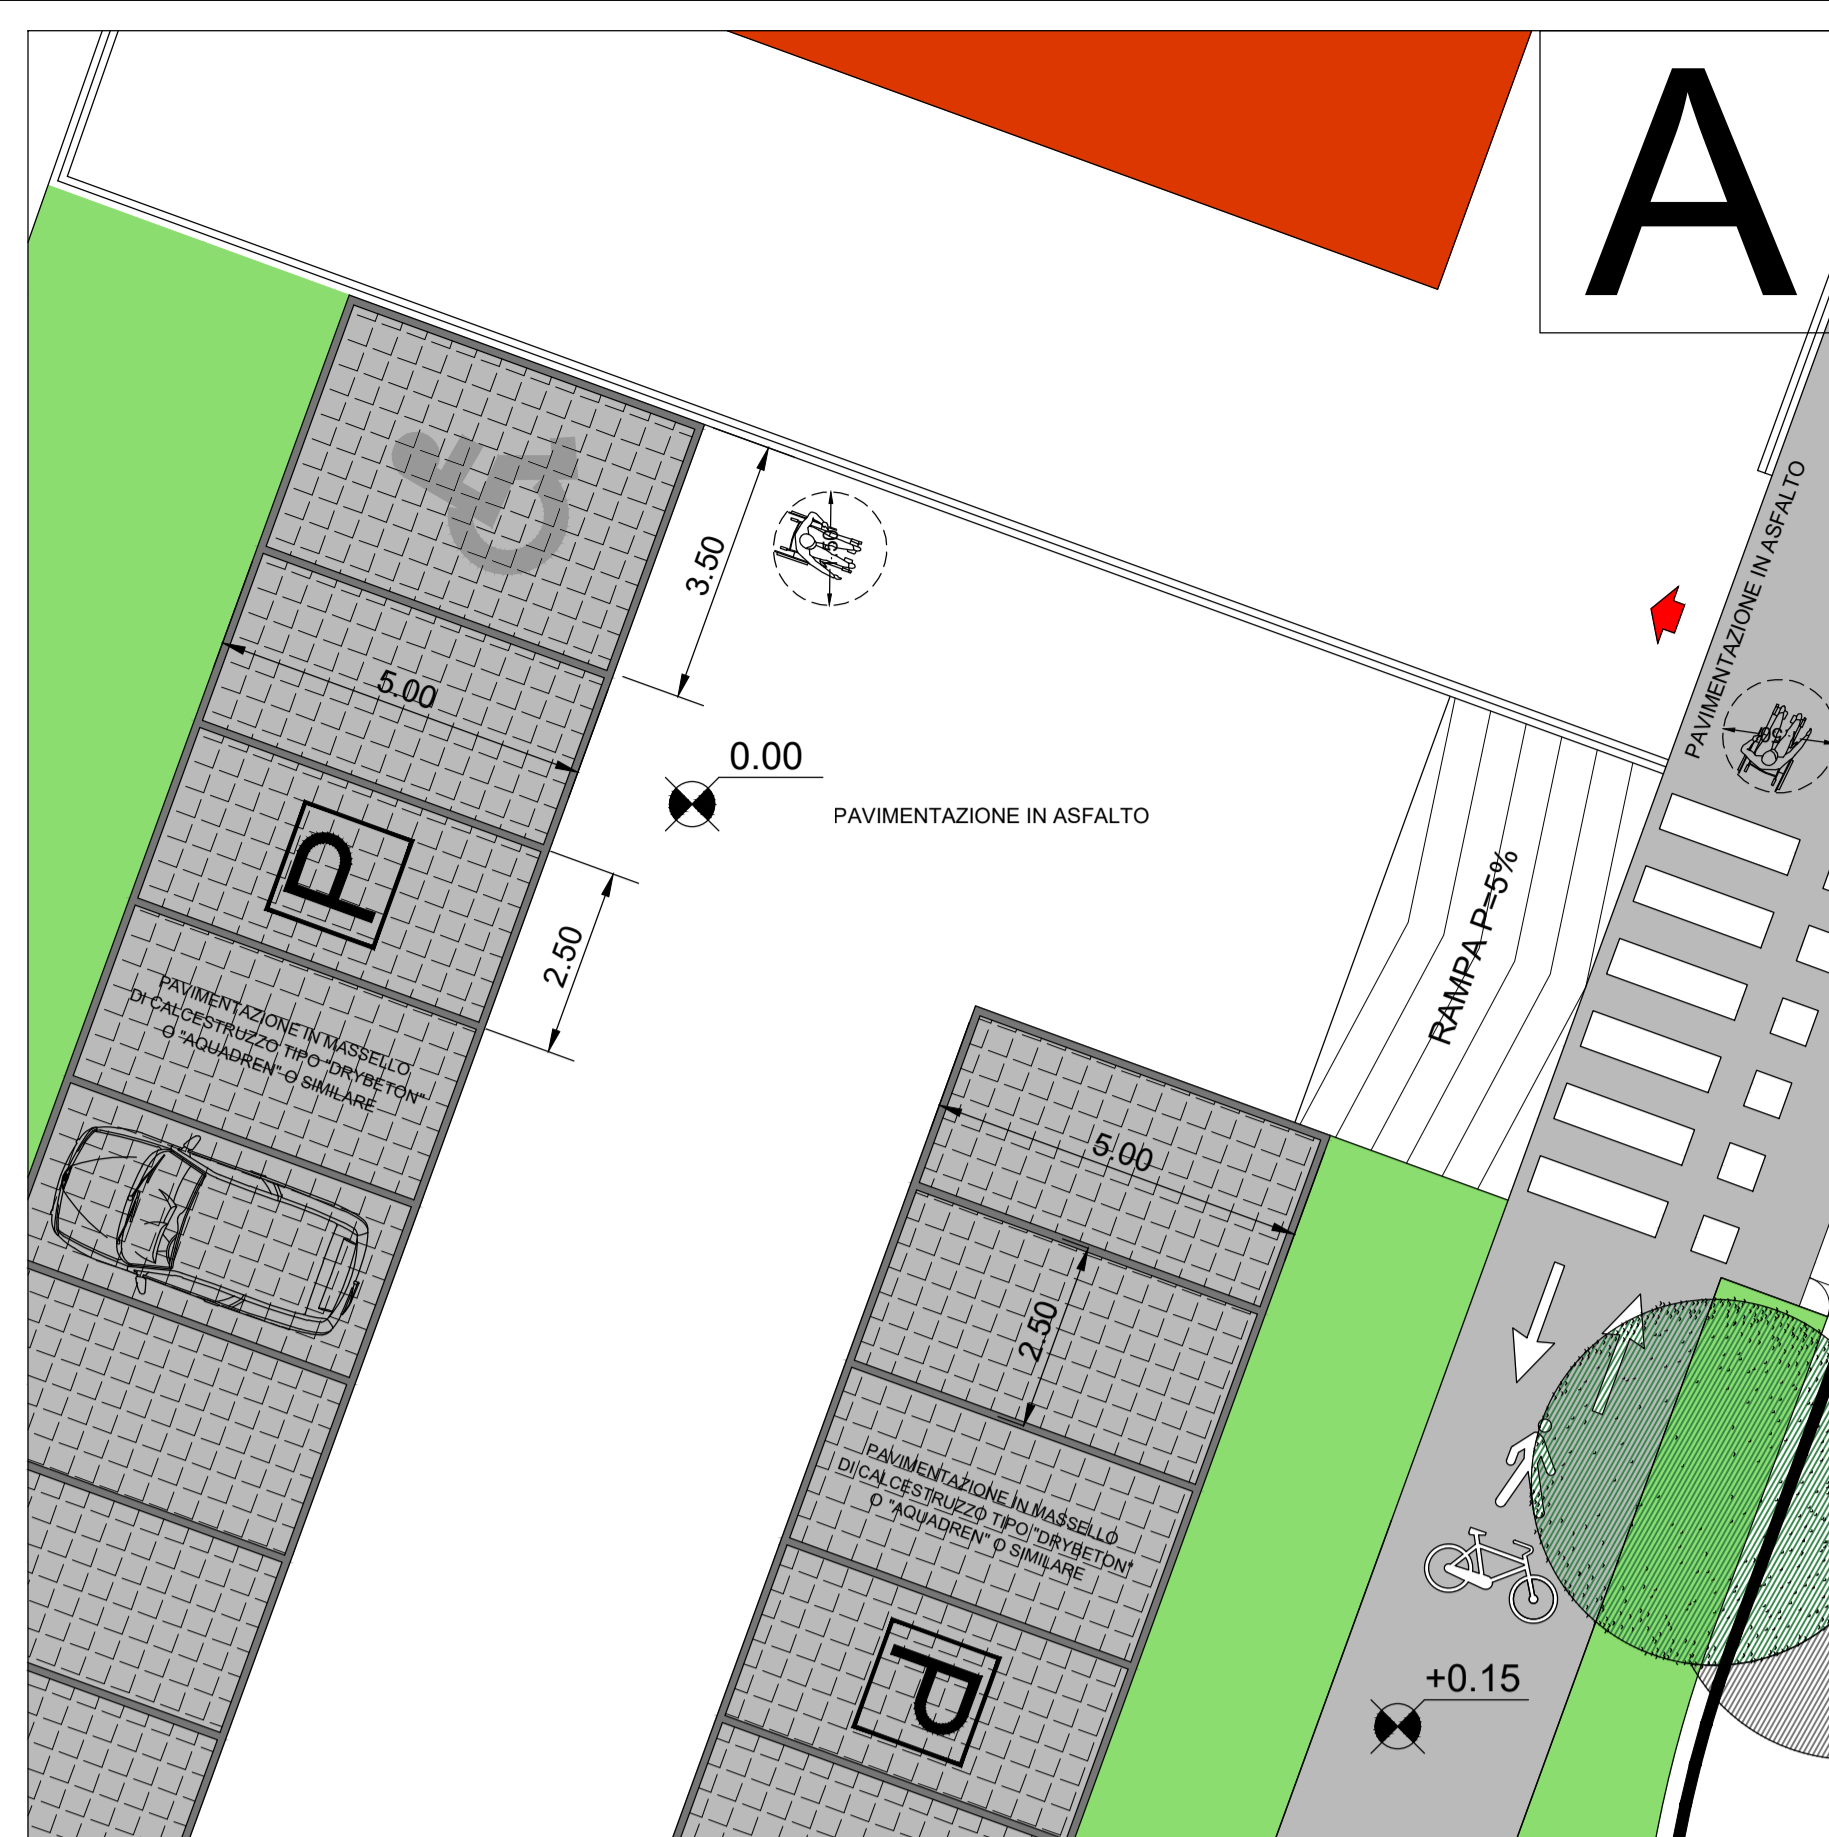 A
PAVIMENTAZIONE IN ASFALTO
3.50
5.00
0.00
PAVIMENTAZIONE IN ASFALTO
P
2.50
RAMPA P=5%
PAVIMENTAZIONE IN MASSELLO
DI CALCESTRUZZO TIPO "DRYBETON"
O "AQUADREN" O SIMILARE
5.00
2.50
PAVIMENTAZIONE IN MASSELLO
DI CALCESTRUZZO TIPO "DRYBETON"
O "AQUADREN" O SIMILARE
P
+0.15